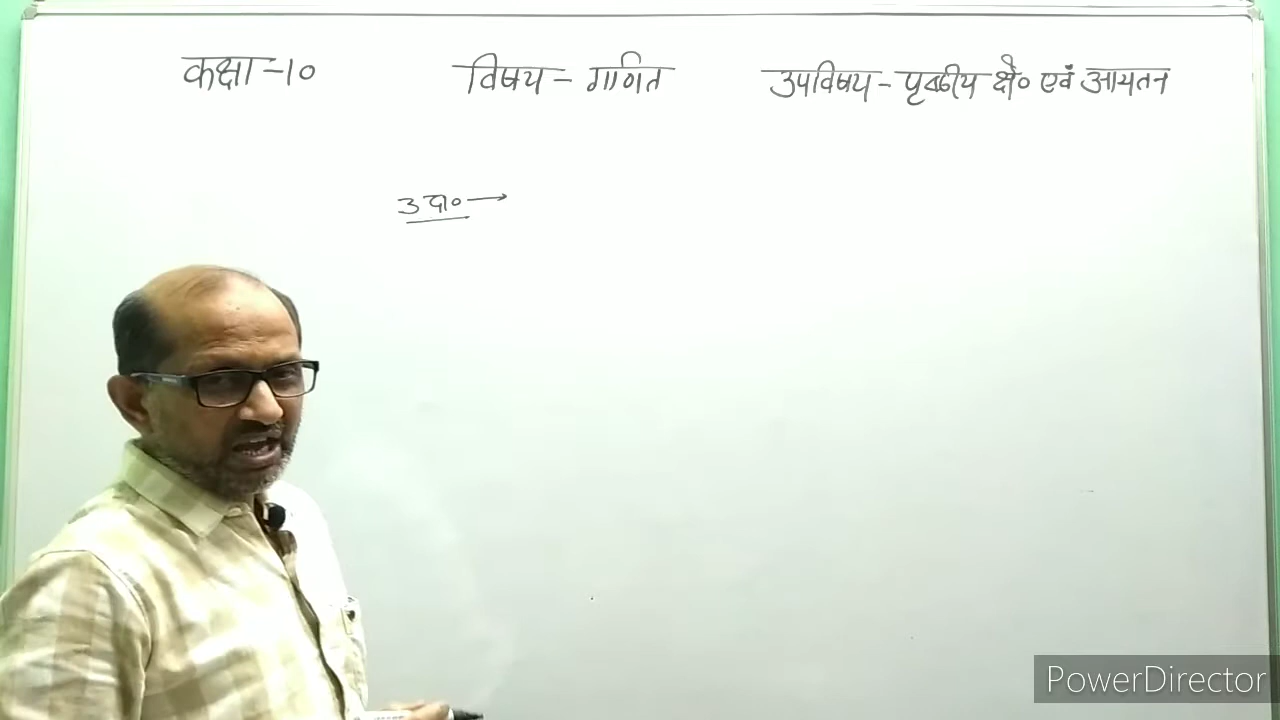 कक्षा-10 विषय - गणित उपविषय - पृष्ठीय क्षे० एवं आयतन
उदा० →
PowerDirector